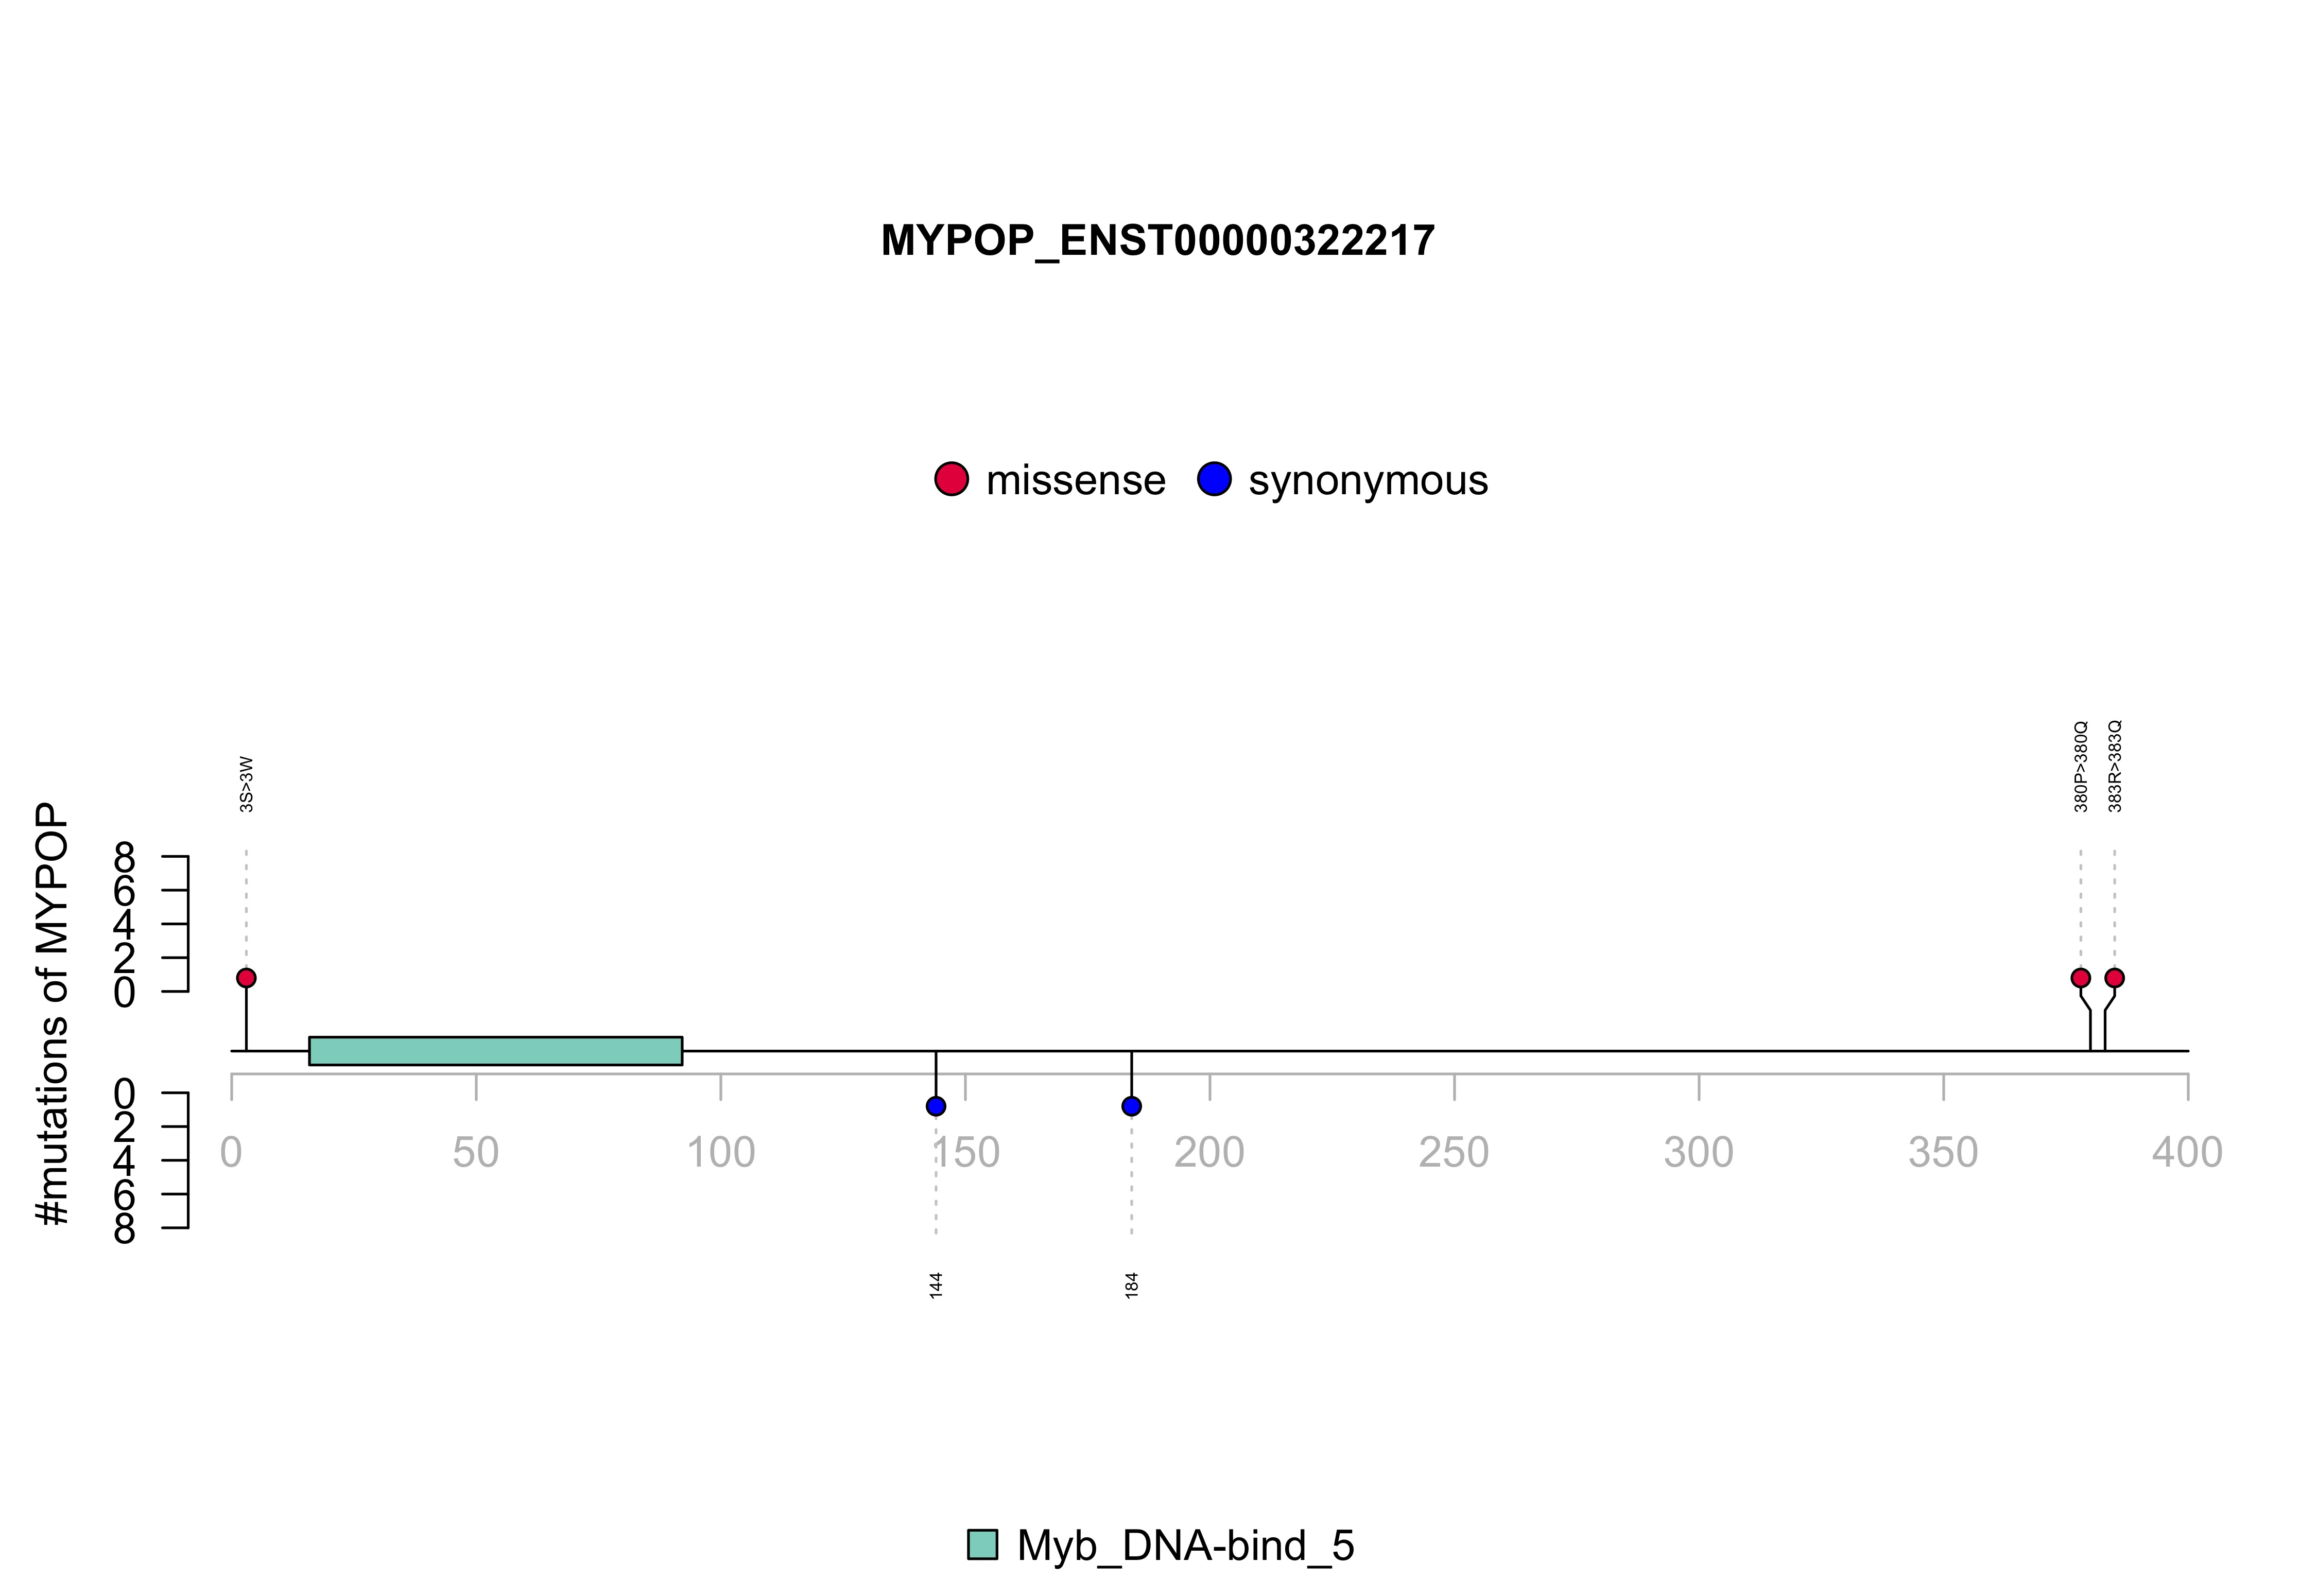 MYPOP_ENST00000322217
missense synonymous
3S>3W
380P>380Q
383R>383Q
#mutations of MYPOP
8
6
4
2
0
0
2
4
6
8
0 50 100 150 200 250 300 350 400
144
184
Myb_DNA-bind_5